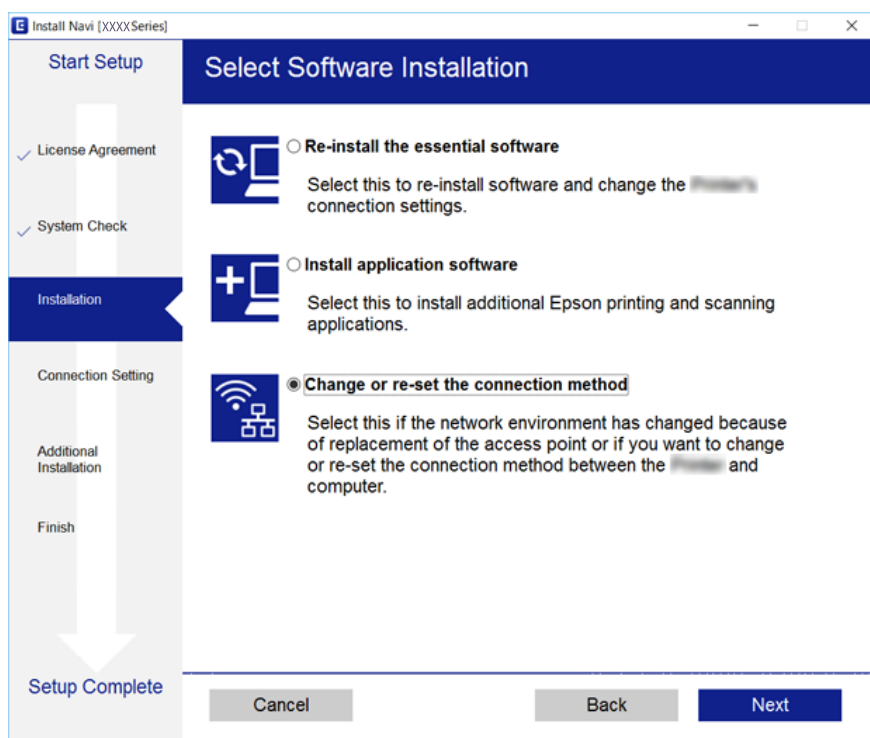 Install Navi [XXXXSeries]
Start Setup
License Agreement
System Check
Installation
Connection Setting
Additional
Installation
Finish
Setup Complete
Select Software Installation
Re-install the essential software
Select this to re-install software and change the
connection settings.
Install application software
Select this to install additional Epson printing and scanning
applications.
Change or re-set the connection method
Select this if the network environment has changed because
of replacement of the access point or if you want to change
or re-set the connection method between the and
computer.
Cancel
Back
Next